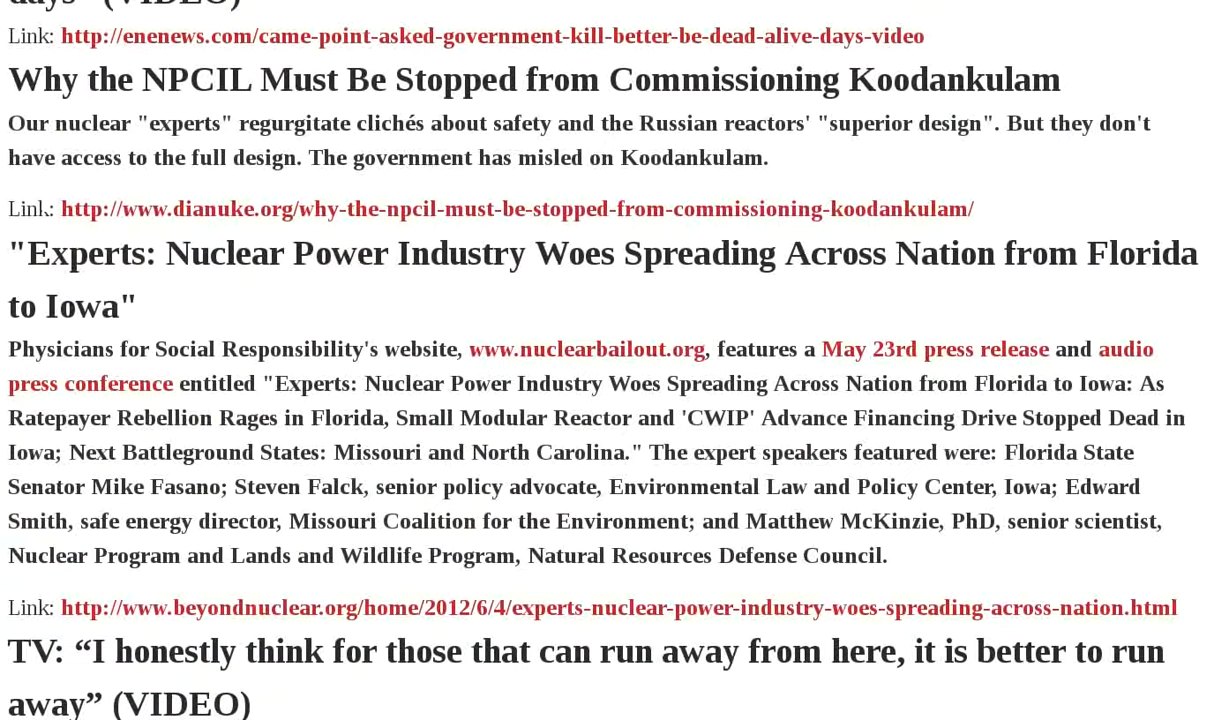 days” (VIDEO)
Link: http://enenews.com/came-point-asked-government-kill-better-be-dead-alive-days-video
Why the NPCIL Must Be Stopped from Commissioning Koodankulam
Our nuclear "experts" regurgitate clichés about safety and the Russian reactors' "superior design". But they don't
have access to the full design. The government has misled on Koodankulam.
Link: http://www.dianuke.org/why-the-npcil-must-be-stopped-from-commissioning-koodankulam/
"Experts: Nuclear Power Industry Woes Spreading Across Nation from Florida
to Iowa"
Physicians for Social Responsibility's website, www.nuclearbailout.org, features a May 23rd press release and audio
press conference entitled "Experts: Nuclear Power Industry Woes Spreading Across Nation from Florida to Iowa: As
Ratepayer Rebellion Rages in Florida, Small Modular Reactor and 'CWIP' Advance Financing Drive Stopped Dead in
Iowa; Next Battleground States: Missouri and North Carolina." The expert speakers featured were: Florida State
Senator Mike Fasano; Steven Falck, senior policy advocate, Environmental Law and Policy Center, Iowa; Edward
Smith, safe energy director, Missouri Coalition for the Environment; and Matthew McKinzie, PhD, senior scientist,
Nuclear Program and Lands and Wildlife Program, Natural Resources Defense Council.
Link: http://www.beyondnuclear.org/home/2012/6/4/experts-nuclear-power-industry-woes-spreading-across-nation.html
TV: “I honestly think for those that can run away from here, it is better to run
away” (VIDEO)